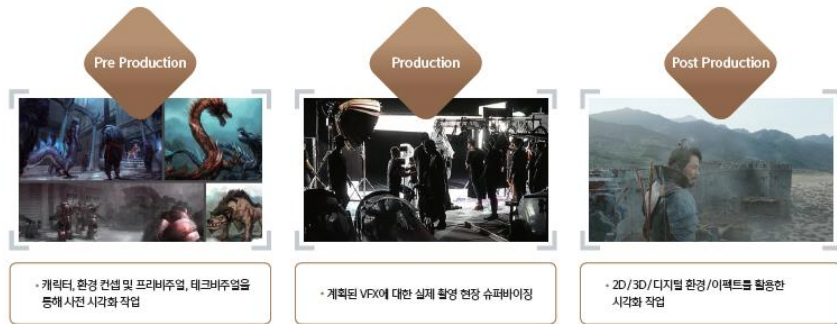 Pre Production
Production
Post Production
• 캐릭터, 환경 컨셉 및 프리비주얼, 테크비주얼을
통해 사전 시각화 작업
• 계획된 VFX에 대한 실제 촬영 현장 슈퍼바이징
• 2D/3D/디지털 환경/이펙트를 활용한
시각화 작업